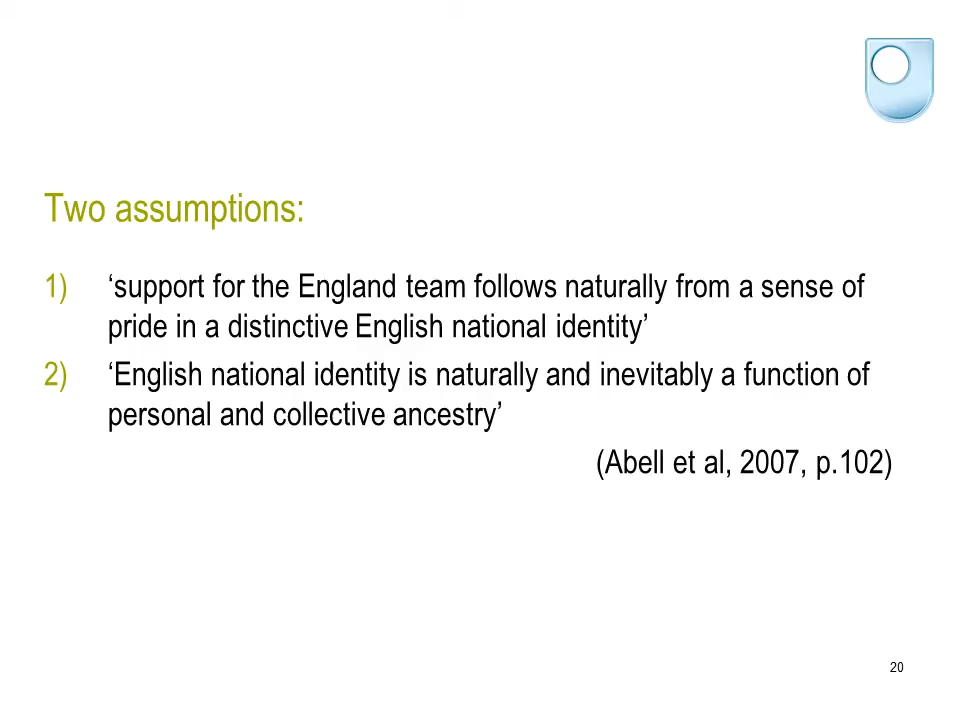 Two assumptions:
1) ‘support for the England team follows naturally from a sense of
pride in a distinctive English national identity’
2) ‘English national identity is naturally and inevitably a function of
personal and collective ancestry’
(Abell et al, 2007, p.102)
20